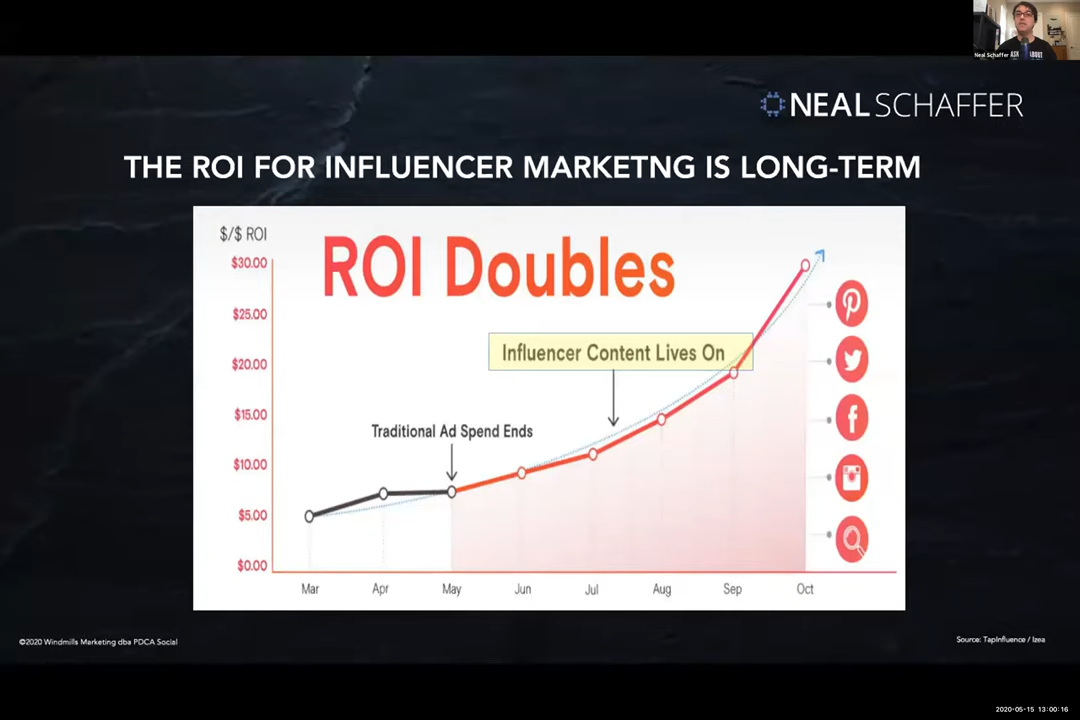 Neal Schaffer
ASK ABOUT
NEALSCHAFFER
THE ROI FOR INFLUENCER MARKETNG IS LONG-TERM
$/$ ROI
ROI Doubles
$30.00
$25.00
$20.00
$15.00
$10.00
$5.00
$0.00
Influencer Content Lives On
Traditional Ad Spend Ends
Mar Apr May Jun Jul Aug Sep Oct
©2020 Windmills Marketing dba PDCA Social
Source: TapInfluence / Izea
2020-05-15 13:00:16